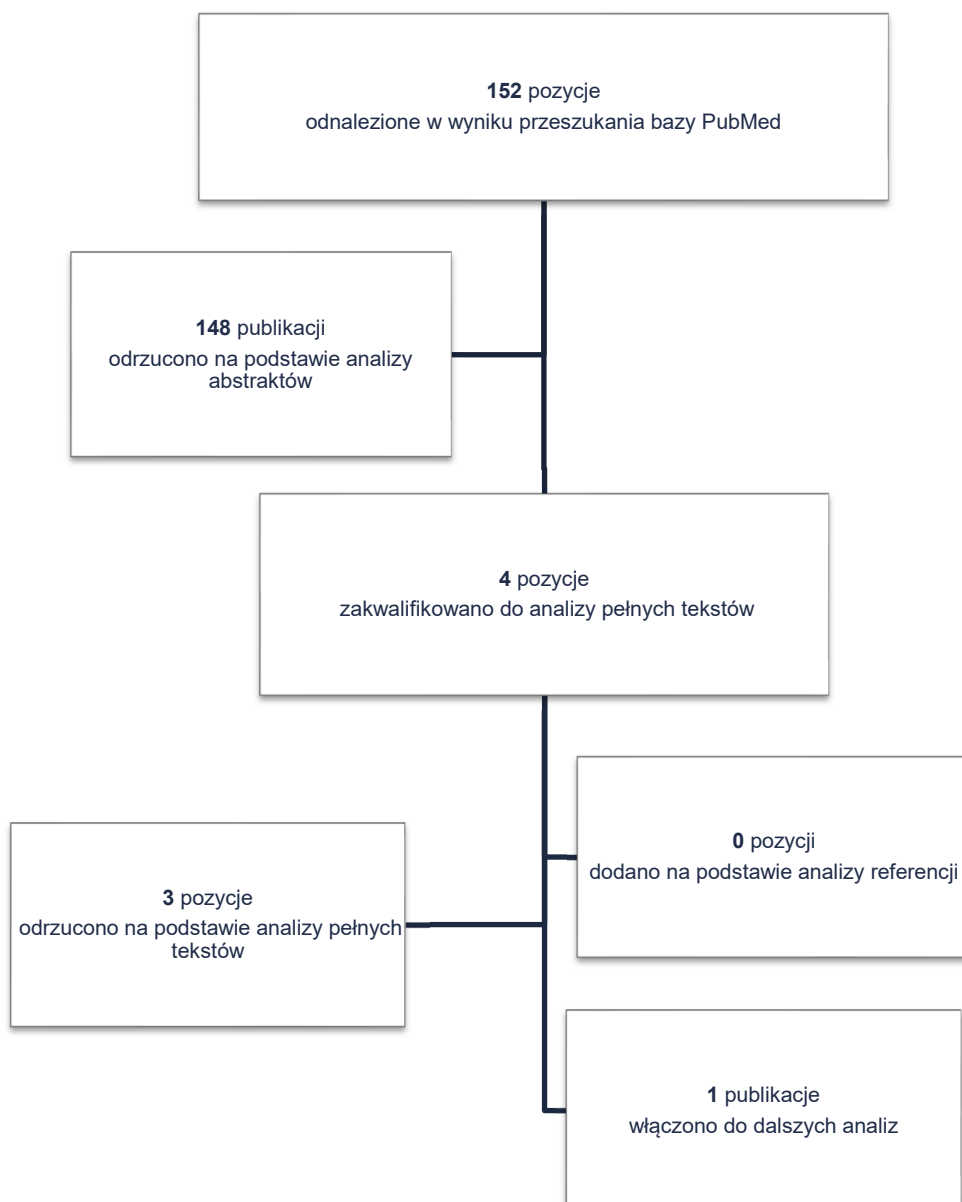 152 pozycje
odnalezione w wyniku przeszukania bazy PubMed
148 publikacji
odrzucono na podstawie analizy
abstraktów
4 pozycje
zakwalifikowano do analizy pełnych tekstów
0 pozycji
dodano na podstawie analizy referencji
3 pozycje
odrzucono na podstawie analizy pełnych
tekstów
1 publikacje
włączono do dalszych analiz